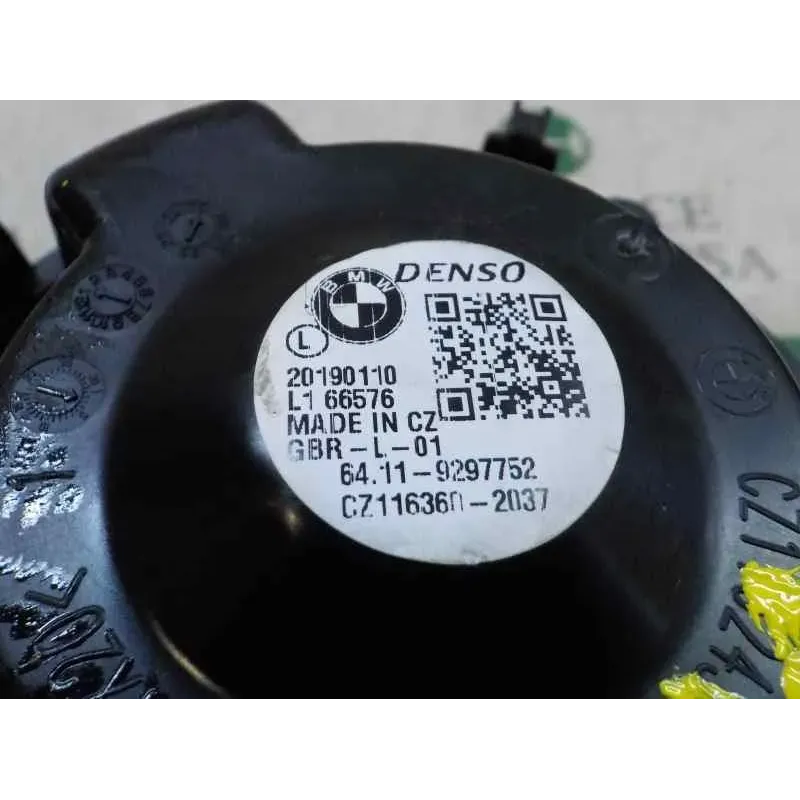 BMW
DENSO
L
20190110
L1 66576
MADE IN CZ
GBR-L-01
64.11-9297752
CZ116360-2037